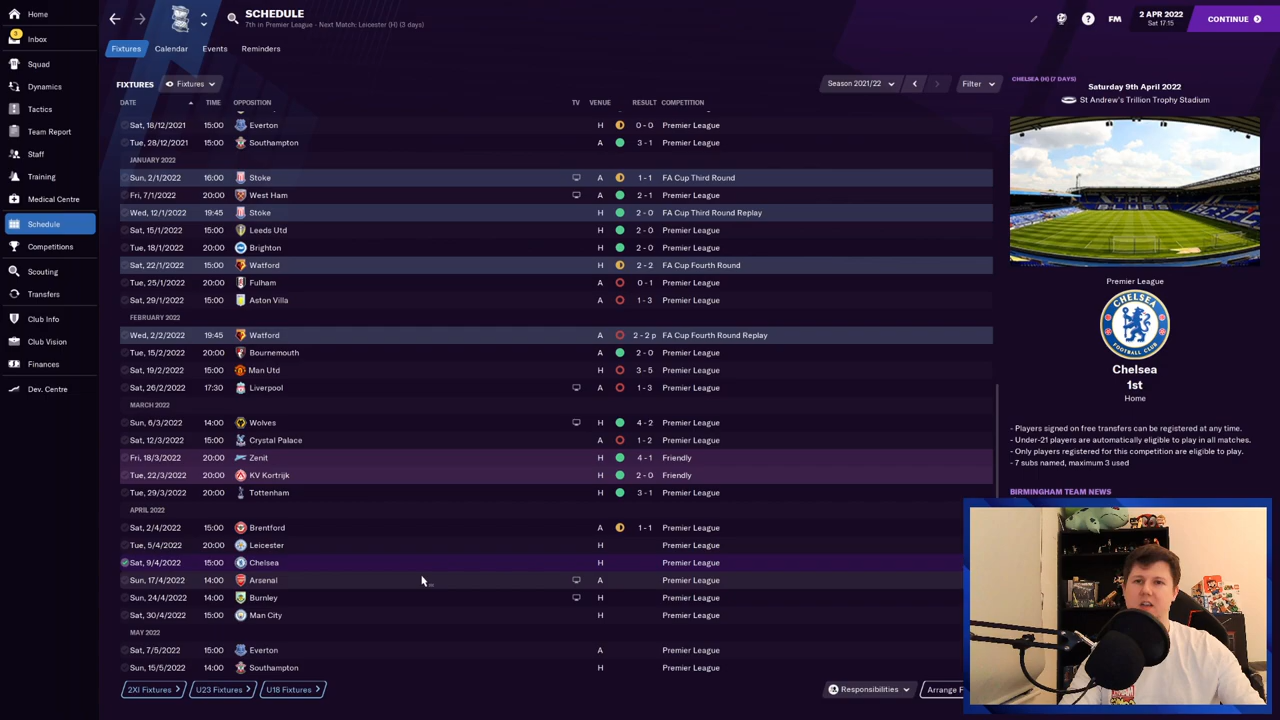 Home
3
Inbox
Squad
Dynamics
Tactics
Team Report
Staff
Training
Medical Centre
Schedule
Competitions
Scouting
Transfers
Club Info
Club Vision
Finances
Dev. Centre
SCHEDULE
7th in Premier League - Next Match: Leicester (H) (3 days)
FM
2 APR 2022
Sat 17:15
CONTINUE
Fixtures Calendar Events Reminders
FIXTURES Fixtures Season 2021/22 Filter
DATE TIME OPPOSITION TV VENUE RESULT COMPETITION
Sat, 18/12/2021 15:00 Everton H 0 - 0 Premier League
Tue, 28/12/2021 15:00 Southampton A 3 - 1 Premier League
JANUARY 2022
Sun, 2/1/2022 16:00 Stoke A 1 - 1 FA Cup Third Round
Fri, 7/1/2022 20:00 West Ham A 2 - 1 Premier League
Wed, 12/1/2022 19:45 Stoke H 2 - 0 FA Cup Third Round Replay
Sat, 15/1/2022 15:00 Leeds Utd H 2 - 0 Premier League
Tue, 18/1/2022 20:00 Brighton H 2 - 0 Premier League
Sat, 22/1/2022 15:00 Watford H 2 - 2 FA Cup Fourth Round
Tue, 25/1/2022 20:00 Fulham A 0 - 1 Premier League
Sat, 29/1/2022 15:00 Aston Villa A 1 - 3 Premier League
FEBRUARY 2022
Wed, 2/2/2022 19:45 Watford A 2 - 2 p FA Cup Fourth Round Replay
Tue, 15/2/2022 20:00 Bournemouth A 2 - 0 Premier League
Sat, 19/2/2022 15:00 Man Utd H 3 - 5 Premier League
Sat, 26/2/2022 17:30 Liverpool A 1 - 3 Premier League
MARCH 2022
Sun, 6/3/2022 14:00 Wolves H 4 - 2 Premier League
Sat, 12/3/2022 15:00 Crystal Palace A 1 - 2 Premier League
Fri, 18/3/2022 20:00 Zenit H 4 - 1 Friendly
Tue, 22/3/2022 20:00 KV Kortrijk H 2 - 0 Friendly
Tue, 29/3/2022 20:00 Tottenham H 3 - 1 Premier League
APRIL 2022
Sat, 2/4/2022 15:00 Brentford A 1 - 1 Premier League
Tue, 5/4/2022 20:00 Leicester H Premier League
Sat, 9/4/2022 15:00 Chelsea H Premier League
Sun, 17/4/2022 14:00 Arsenal A Premier League
Sun, 24/4/2022 14:00 Burnley H Premier League
Sat, 30/4/2022 15:00 Man City H Premier League
MAY 2022
Sat, 7/5/2022 15:00 Everton A Premier League
Sun, 15/5/2022 14:00 Southampton H Premier League
2XI Fixtures U23 Fixtures U18 Fixtures Responsibilities Arrange F
CHELSEA (H) (7 DAYS)
Saturday 9th April 2022
St Andrew's Trillion Trophy Stadium
Premier League
CHELSEA
FOOTBALL CLUB
Chelsea
1st
Home
- Players signed on free transfers can be registered at any time.
- Under-21 players are automatically eligible to play in all matches.
- Only players registered for this competition are eligible to play.
- 7 subs named, maximum 3 used
BIRMINGHAM TEAM NEWS